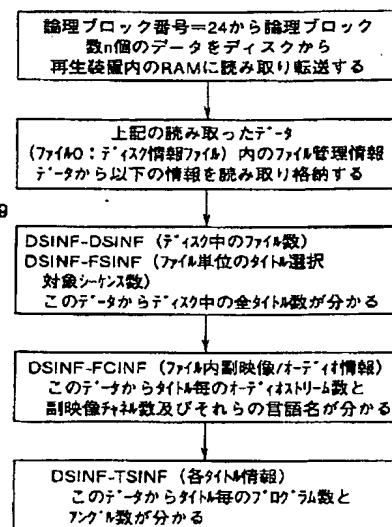 論理ブロック番号=24から論理ブロック
数n個のデータをディスクから
再生装置内のRAMに読み取り転送する
上記の読み取ったデータ
(ファイル0:ディスク情報ファイル)内のファイル管理情報
データから以下の情報を読み取り格納する
9
DSINF-DSINF (ディスク中のファイル数)
DSINF-FSINF (ファイル単位のタイトル選択
対象シーケンス数)
このデータからディスク中の全タイトル数が分かる
DSINF-FCINF (ファイル内副映像/オーディオ情報)
このデータからタイトル毎のオーディオストリーム数と
副映像チャネル数及びそれらの言語名が分かる
DSINF-TSINF (各タイトル情報)
このデータからタイトル毎のプログラム数と
アングル数が分かる